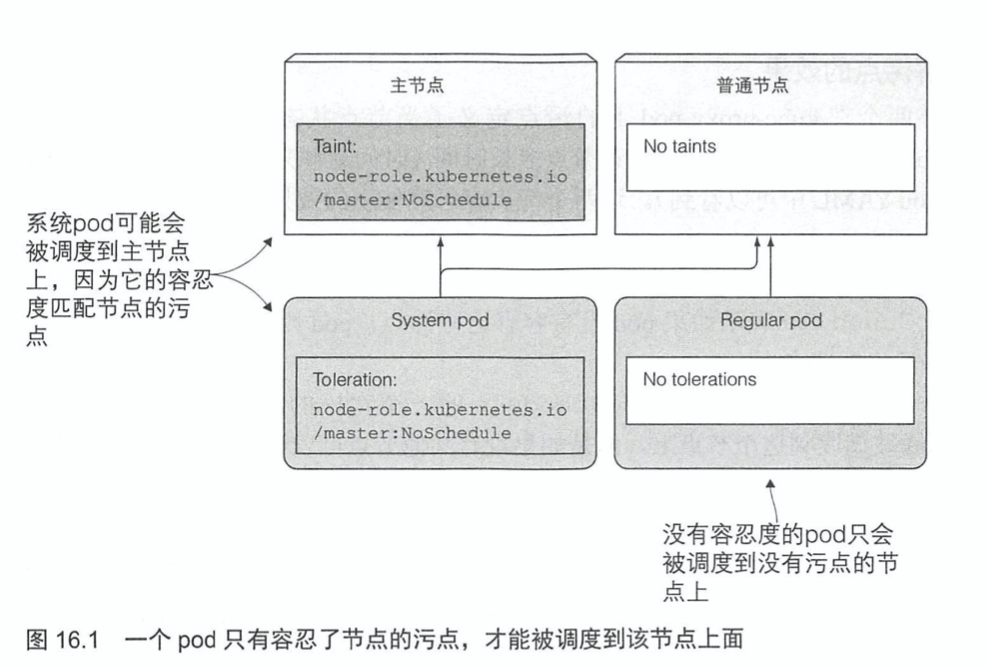 主节点
普通节点
Taint:
node-role.kubernetes.io
/master:NoSchedule
No taints
系统pod可能会
被调度到主节点
上，因为它的容忍
度匹配节点的污
点
System pod
Regular pod
Toleration:
node-role.kubernetes.io
/master:NoSchedule
No tolerations
没有容忍度的pod只会
被调度到没有污点的节
点上
图 16.1 一个 pod 只有容忍了节点的污点，才能被调度到该节点上面